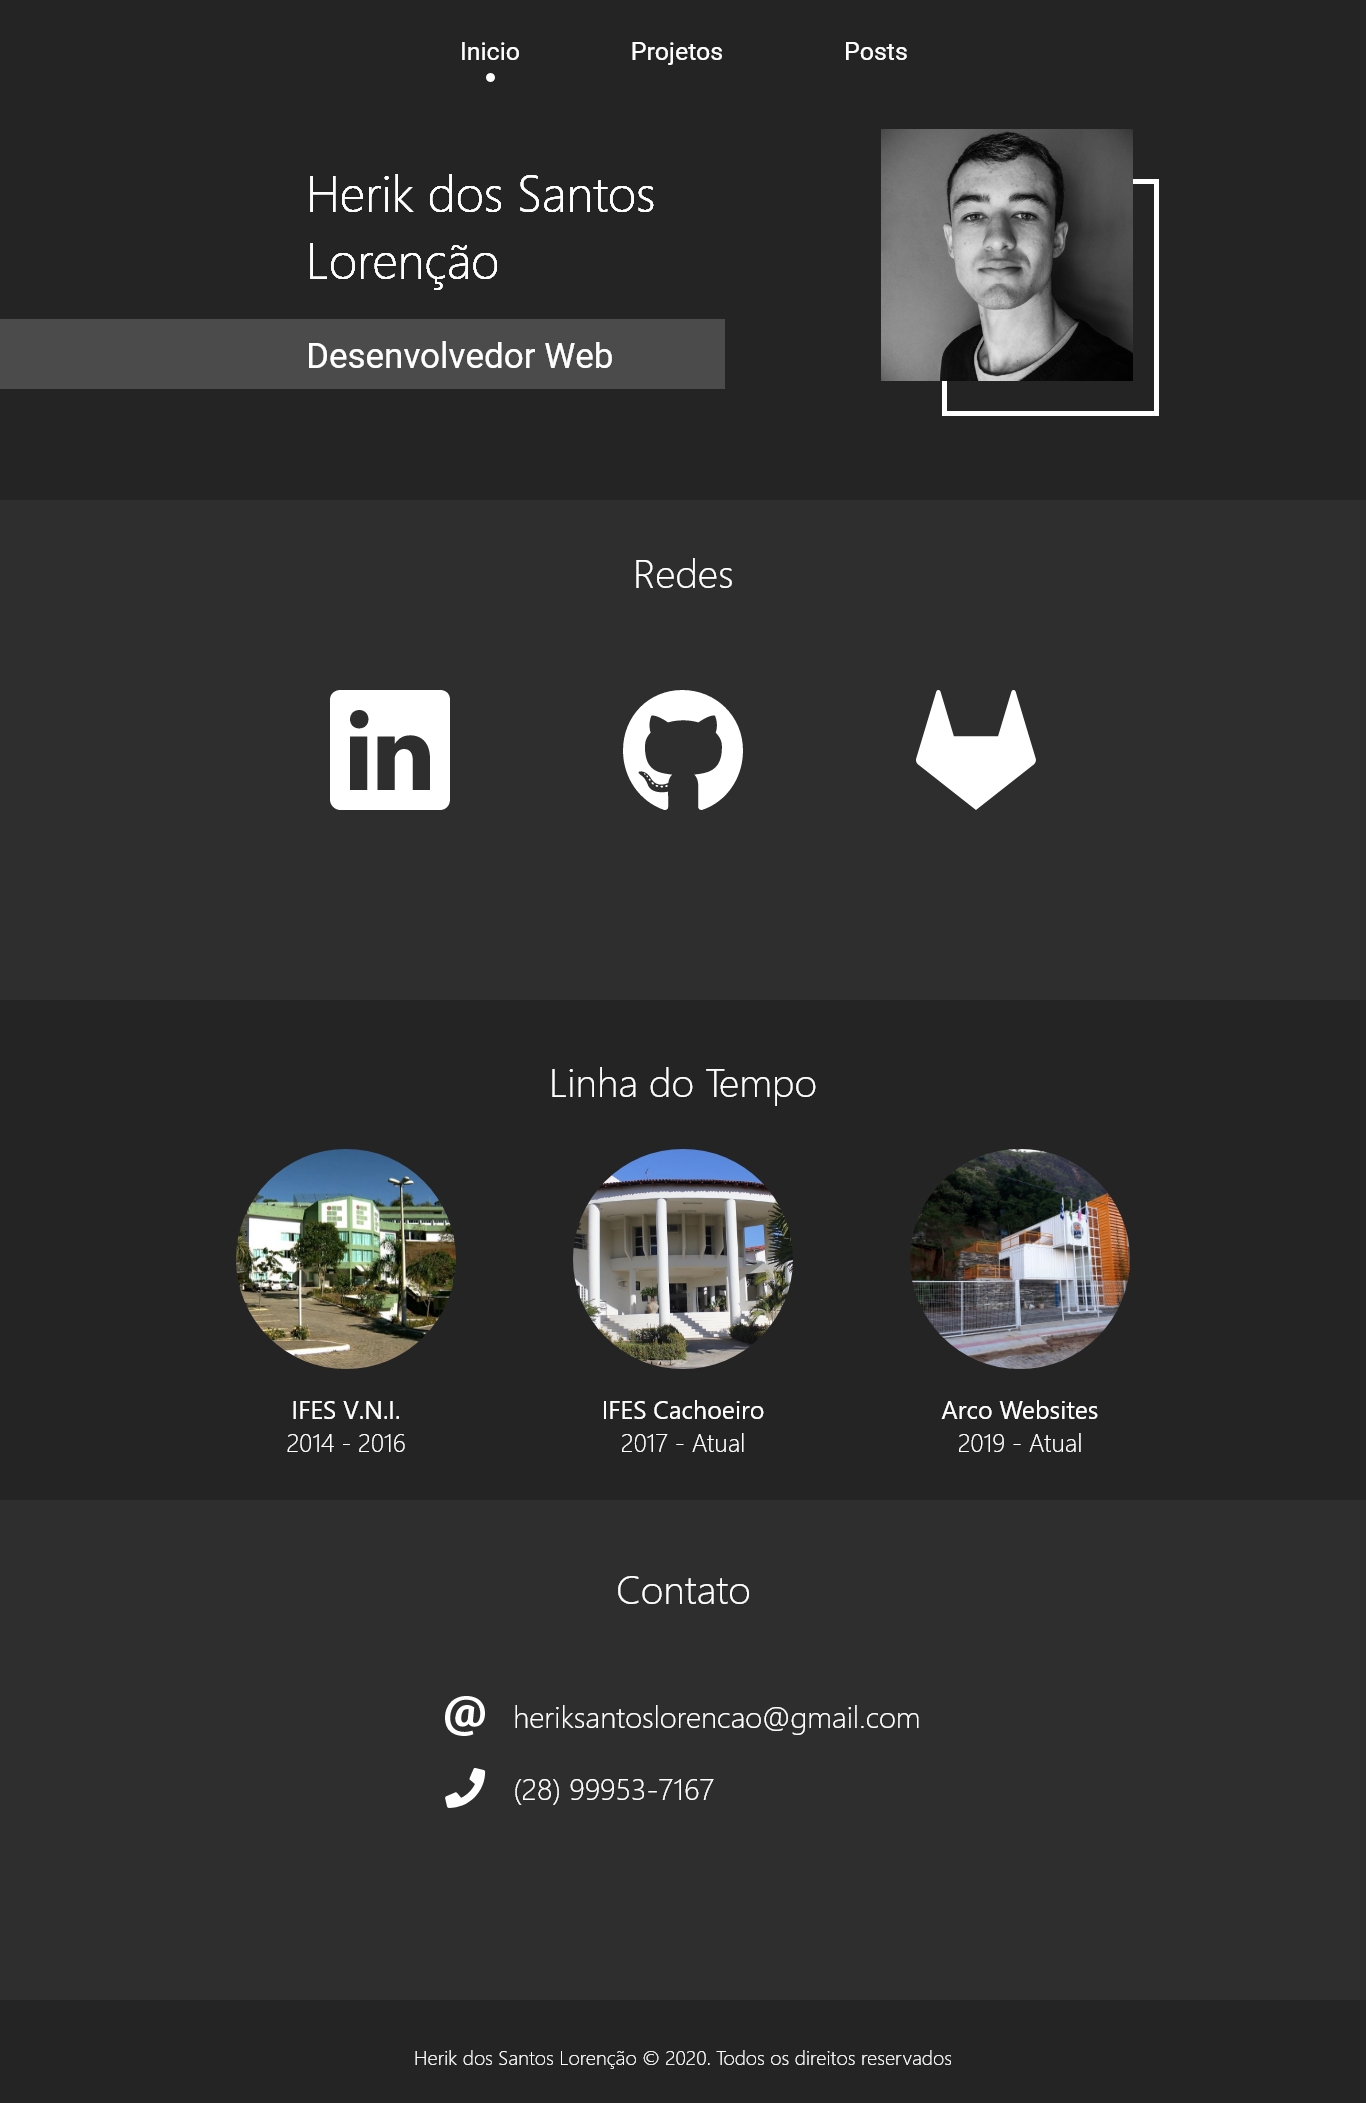 Inicio
Projetos
Posts
Herik dos Santos
Lorenção
Desenvolvedor Web
Redes
in
Linha do Tempo
IFES V.N.I.
2014 - 2016
IFES Cachoeiro
2017 - Atual
Arco Websites
2019 - Atual
Contato
@ heriksantoslorencao@gmail.com
(28) 99953-7167
Herik dos Santos Lorenção © 2020. Todos os direitos reservados